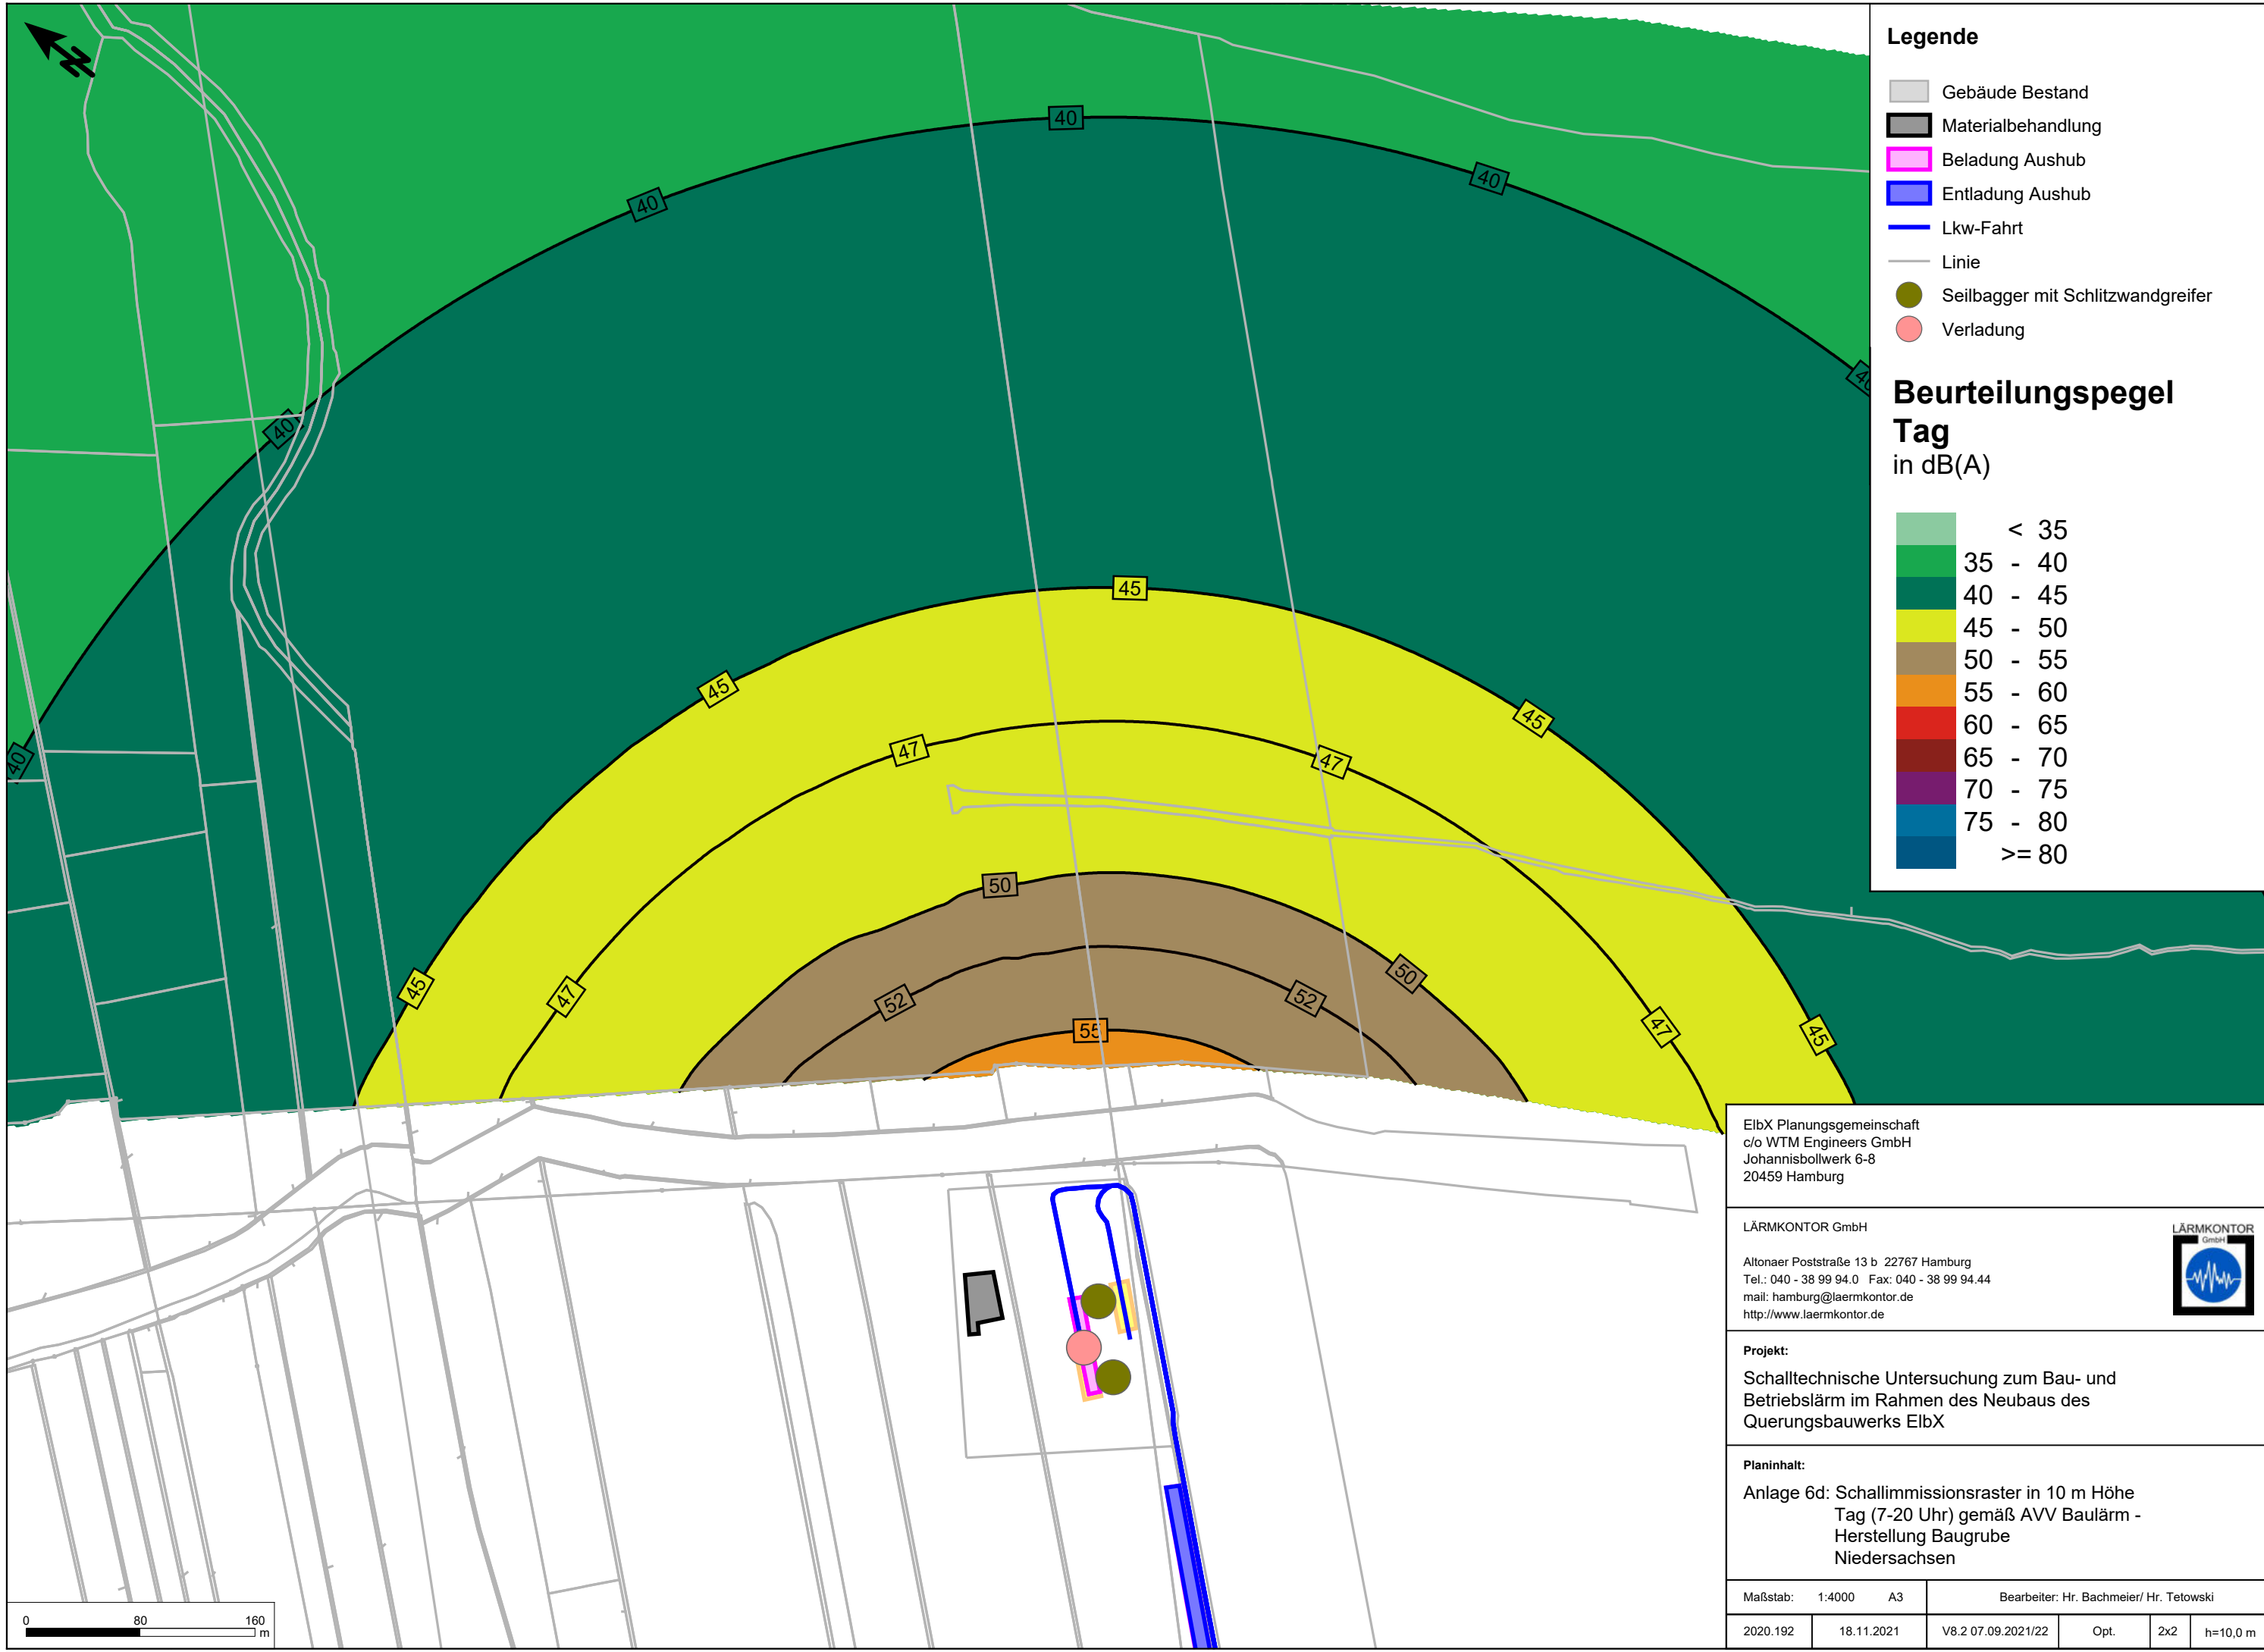 N
40
40
40
40
40
40
45
45
45
45
45
47
47
47
47
50
50
52
52
55
0 80 160
m
Legende
Gebäude Bestand
Materialbehandlung
Beladung Aushub
Entladung Aushub
Lkw-Fahrt
Linie
Seilbagger mit Schlitzwandgreifer
Verladung
Beurteilungspegel
Tag
in dB(A)
< 35
35 - 40
40 - 45
45 - 50
50 - 55
55 - 60
60 - 65
65 - 70
70 - 75
75 - 80
>= 80
ElbX Planungsgemeinschaft
c/o WTM Engineers GmbH
Johannisbollwerk 6-8
20459 Hamburg
LÄRMKONTOR GmbH
Altonaer Poststraße 13 b 22767 Hamburg
Tel.: 040 - 38 99 94.0 Fax: 040 - 38 99 94.44
mail: hamburg@laermkontor.de
http://www.laermkontor.de
LÄRMKONTOR
GmbH
Projekt:
Schalltechnische Untersuchung zum Bau- und
Betriebslärm im Rahmen des Neubaus des
Querungsbauwerks ElbX
Planinhalt:
Anlage 6d: Schallimmissionsraster in 10 m Höhe
Tag (7-20 Uhr) gemäß AVV Baulärm -
Herstellung Baugrube
Niedersachsen
Maßstab: 1:4000 A3 Bearbeiter: Hr. Bachmeier/ Hr. Tetowski
2020.192 18.11.2021 V8.2 07.09.2021/22 Opt. 2x2 h=10,0 m